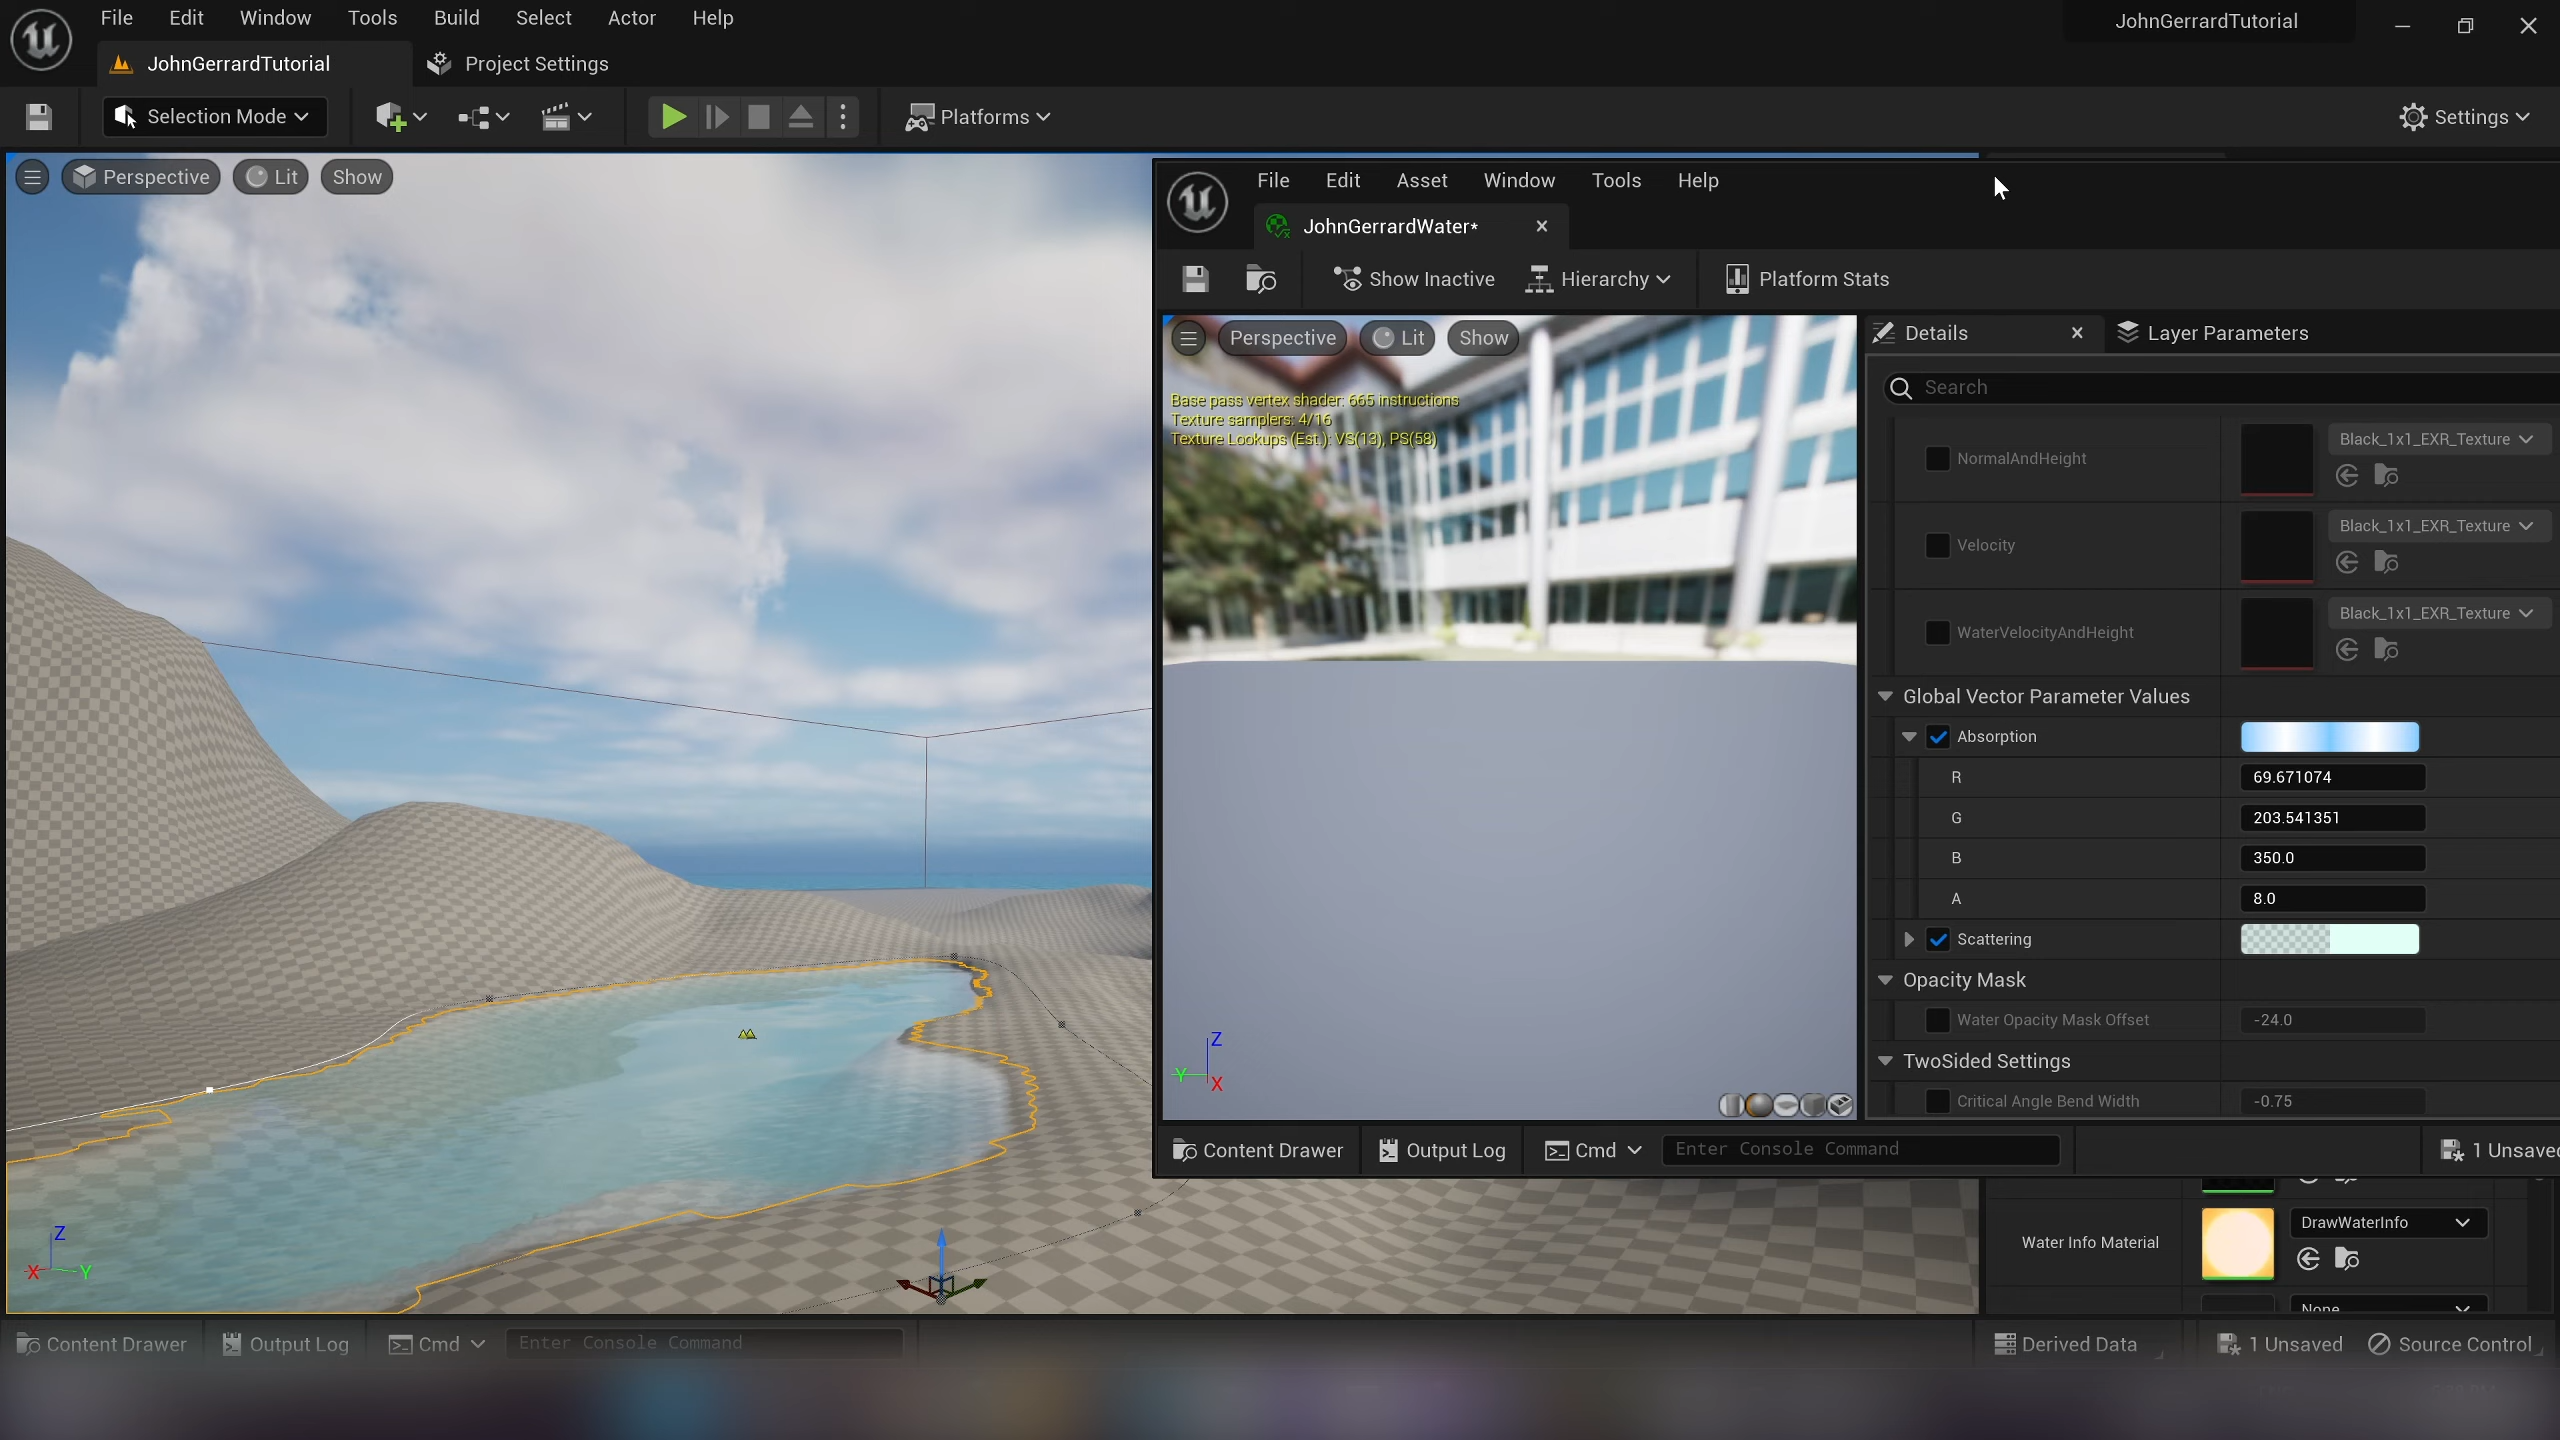 File Edit Window Tools Build Select Actor Help
JohnGerrardTutorial
JohnGerrardTutorial Project Settings
Selection Mode Platforms Settings
Perspective Lit Show
File Edit Asset Window Tools Help
JohnGerrardWater*
Show Inactive Hierarchy Platform Stats
Perspective Lit Show
Base pass vertex shader: 665 instructions
Texture samplers: 4/16
Texture Lookups (Est.): VS(13), PS(58)
Details Layer Parameters
Search
NormalAndHeight Black_1x1_EXR_Texture
Velocity Black_1x1_EXR_Texture
WaterVelocityAndHeight Black_1x1_EXR_Texture
Global Vector Parameter Values
Absorption
R 69.671074
G 203.541351
B 350.0
A 8.0
Scattering
Opacity Mask
Water Opacity Mask Offset -24.0
TwoSided Settings
Critical Angle Bend Width -0.75
Z
Y
X
Content Drawer Output Log Cmd Enter Console Command 1 Unsaved
Water Info Material DrawWaterInfo
None
Z
X Y
Content Drawer Output Log Cmd Enter Console Command Derived Data 1 Unsaved Source Control